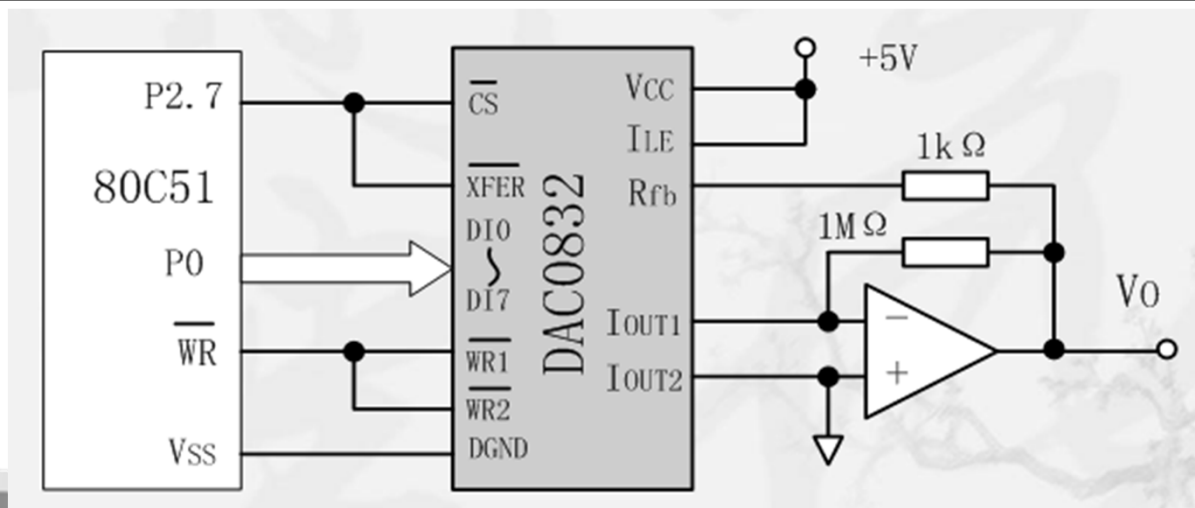 P2.7
80C51
P0
WR
VSS
CS
XFER
DI0
~
DI7
WR1
WR2
DGND
DAC0832
VCC
ILE
Rfb
IOUT1
IOUT2
+5V
1kΩ
1MΩ
−
+
VO